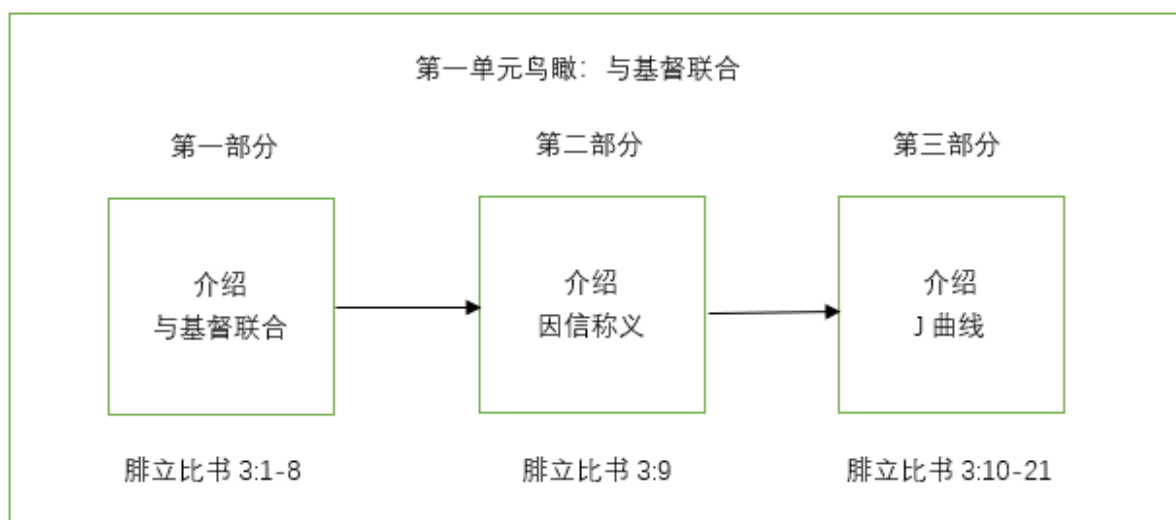 第一单元鸟瞰：与基督联合
第一部分
第二部分
第三部分
介绍
与基督联合
介绍
因信称义
介绍
J 曲线
腓立比书 3:1-8
腓立比书 3:9
腓立比书 3:10-21